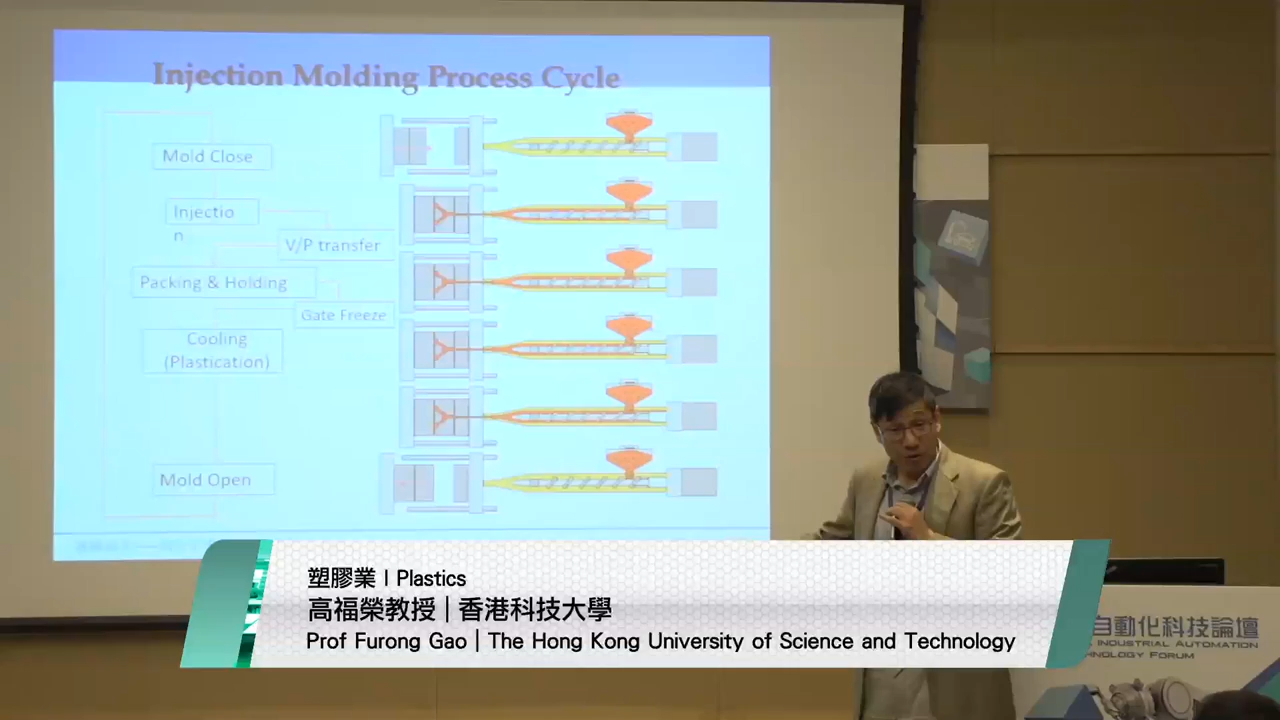 Injection Molding Process Cycle
Mold Close
Injectio
n
V/P transfer
Packing & Holding
Gate Freeze
Cooling
(Plastication)
Mold Open
塑膠業 | Plastics
高福榮教授 | 香港科技大學
Prof Furong Gao | The Hong Kong University of Science and Technology
自動化科技論壇
INDUSTRIAL AUTOMATION
FORUM